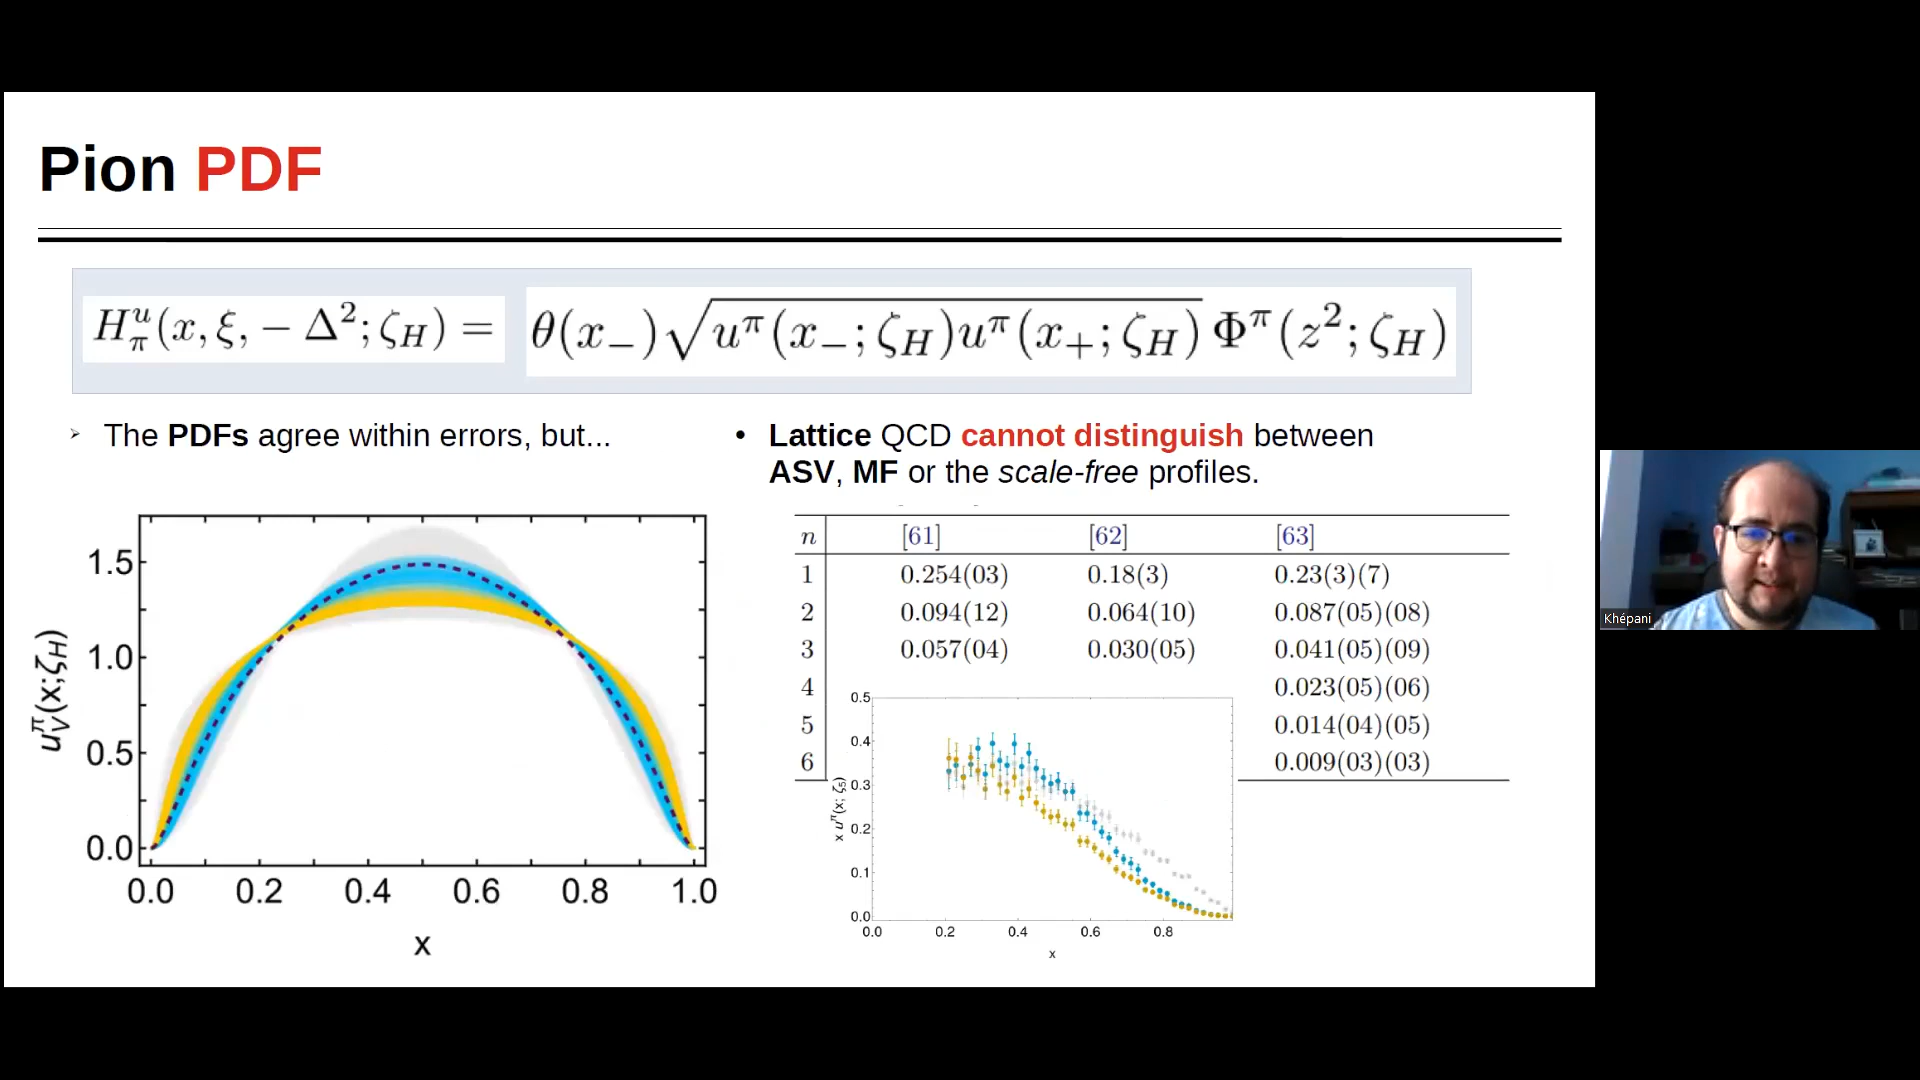 Pion PDF
H_π^u(x, ξ, −Δ²; ζ_H) = θ(x₋)√(u^π(x₋; ζ_H)u^π(x₊; ζ_H)) Φ^π(z²; ζ_H)
➢ The PDFs agree within errors, but...
• Lattice QCD cannot distinguish between
ASV, MF or the scale-free profiles.
u_V^π(x;ζ_H)
1.5
1.0
0.5
0.0
0.0 0.2 0.4 0.6 0.8 1.0
x
n [61] [62] [63]
1 0.254(03) 0.18(3) 0.23(3)(7)
2 0.094(12) 0.064(10) 0.087(05)(08)
3 0.057(04) 0.030(05) 0.041(05)(09)
4 0.023(05)(06)
5 0.014(04)(05)
6 0.009(03)(03)
x u^π(x; ζ₅)
0.5
0.4
0.3
0.2
0.1
0.0
0.0 0.2 0.4 0.6 0.8
x
Khépani